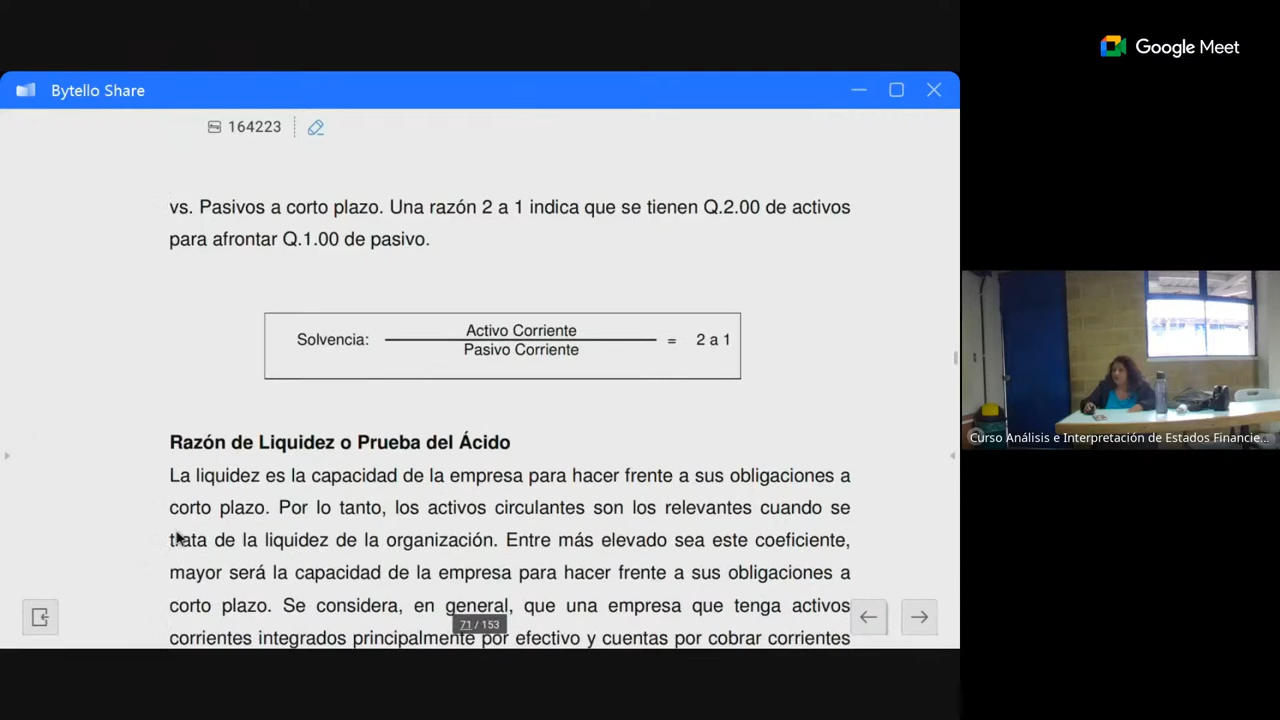 Google Meet
Bytello Share
164223
vs. Pasivos a corto plazo. Una razón 2 a 1 indica que se tienen Q.2.00 de activos
para afrontar Q.1.00 de pasivo.
Activo Corriente
Solvencia: = 2 a 1
Pasivo Corriente
Razón de Liquidez o Prueba del Ácido
La liquidez es la capacidad de la empresa para hacer frente a sus obligaciones a
corto plazo. Por lo tanto, los activos circulantes son los relevantes cuando se
trata de la liquidez de la organización. Entre más elevado sea este coeficiente,
mayor será la capacidad de la empresa para hacer frente a sus obligaciones a
corto plazo. Se considera, en general, que una empresa que tenga activos
71 / 153
corrientes integrados principalmente por efectivo y cuentas por cobrar corrientes
Curso Análisis e Interpretación de Estados Financie...